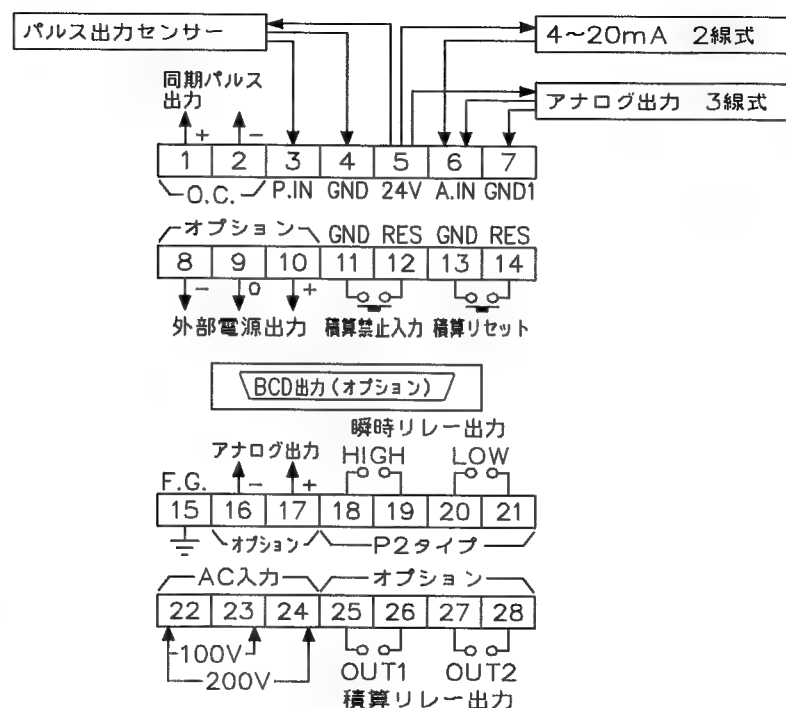 パルス出力センサー
4～20mA 2線式
アナログ出力 3線式
同期パルス
出力
+ -
1 2 3 4 5 6 7
O.C. P.IN GND 24V A.IN GND1
オプション GND RES GND RES
8 9 10 11 12 13 14
- 0 +
外部電源出力 積算禁止入力 積算リセット
BCD出力(オプション)
瞬時リレー出力
アナログ出力 HIGH LOW
F.G. - +
15 16 17 18 19 20 21
オプション P2タイプ
AC入力 オプション
22 23 24 25 26 27 28
100V
200V OUT1 OUT2
積算リレー出力